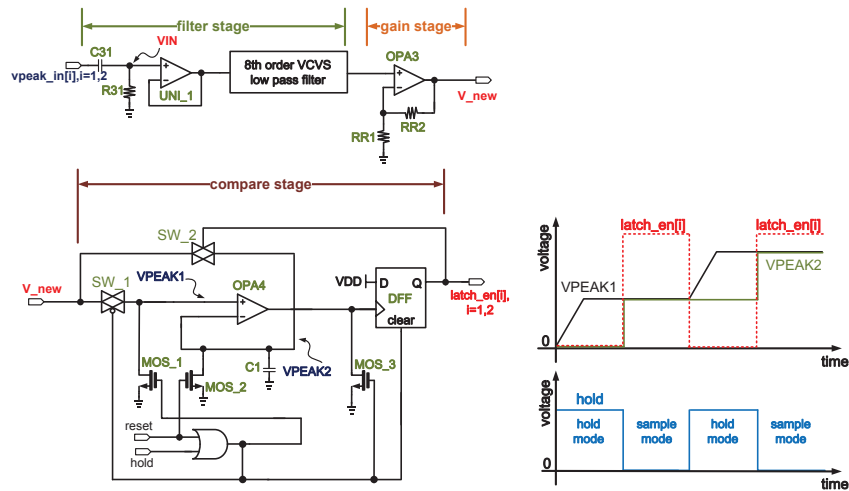 filter stage
gain stage
C31
VIN
vpeak_in[i],i=1,2
R31
UNI_1
8th order VCVS
low pass filter
OPA3
V_new
RR2
RR1
compare stage
SW_2
V_new
SW_1
VPEAK1
OPA4
VDD
D
Q
DFF
clear
latch_en[i],
i=1,2
MOS_1
MOS_2
C1
VPEAK2
MOS_3
reset
hold
voltage
latch_en[i]
latch_en[i]
VPEAK1
VPEAK2
0
time
voltage
hold
hold
mode
sample
mode
hold
mode
sample
mode
0
time